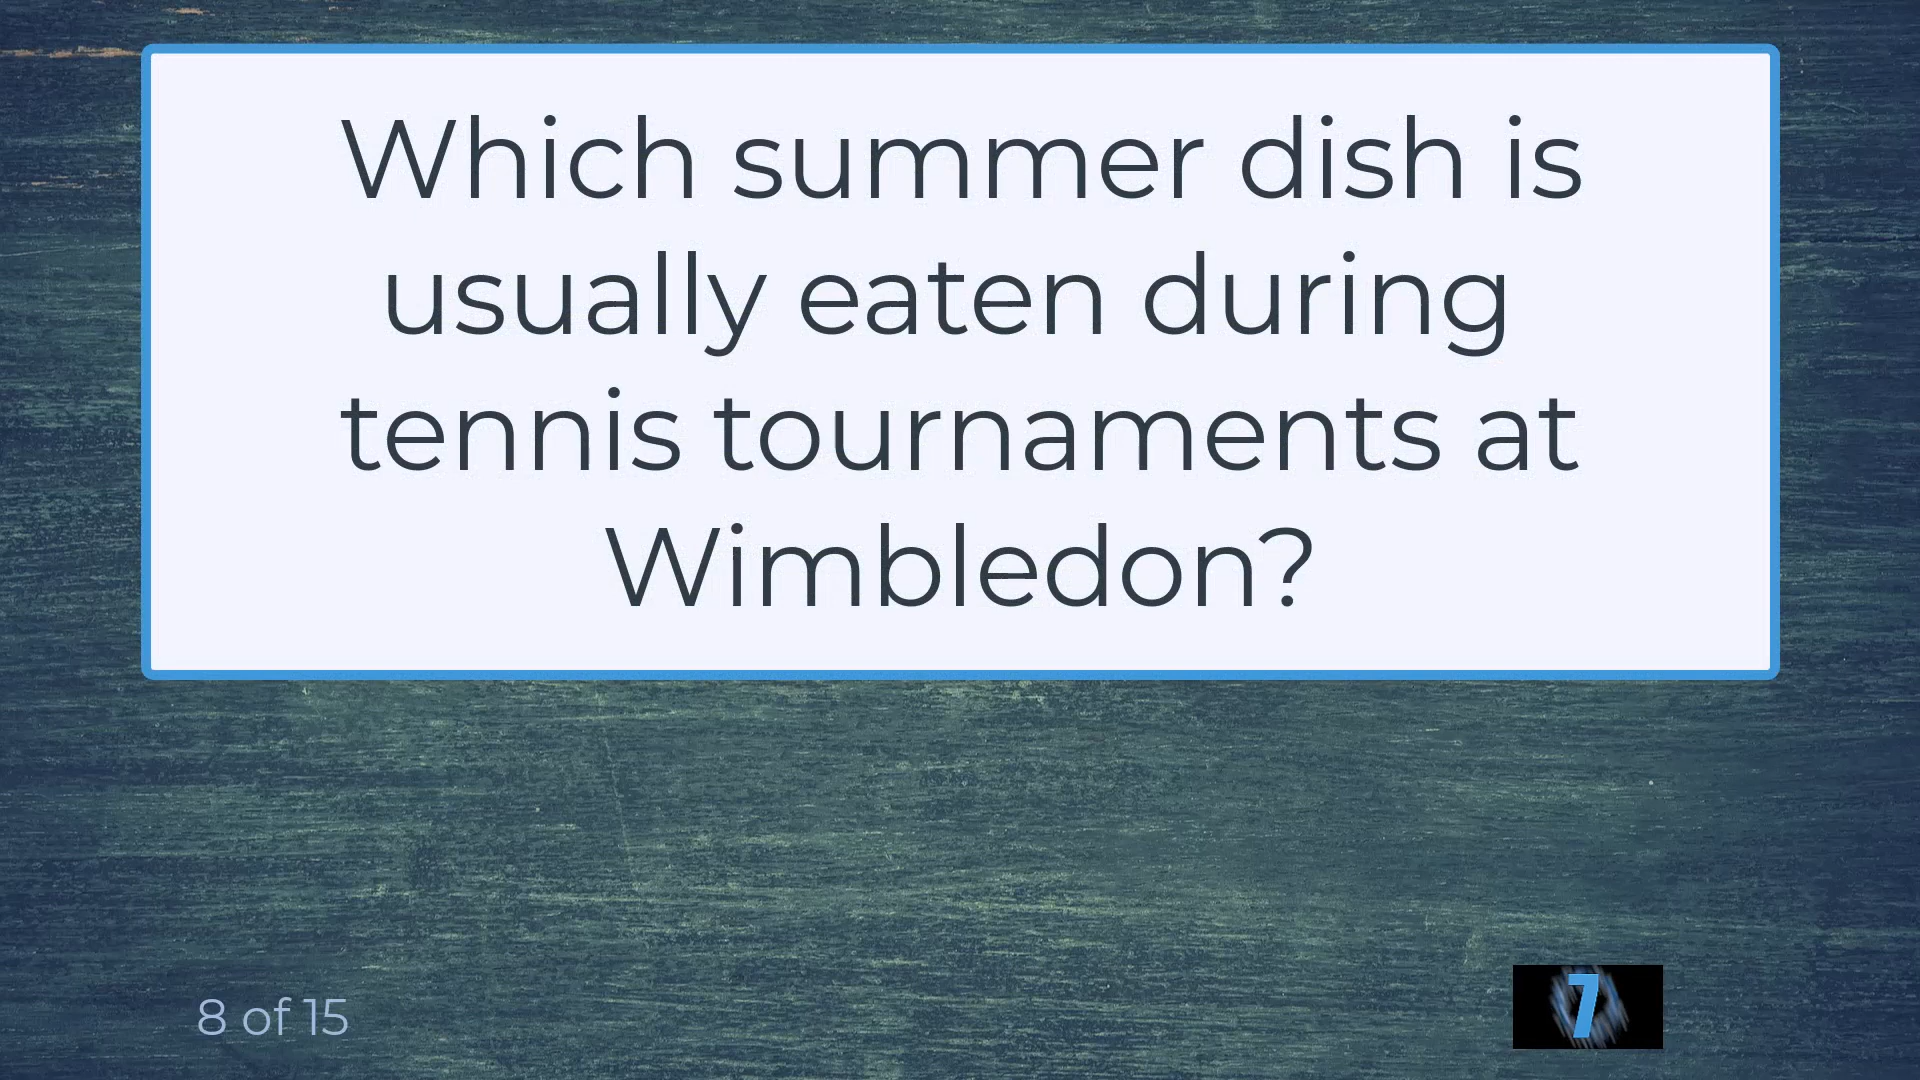 Which summer dish is
usually eaten during
tennis tournaments at
Wimbledon?
8 of 15
7